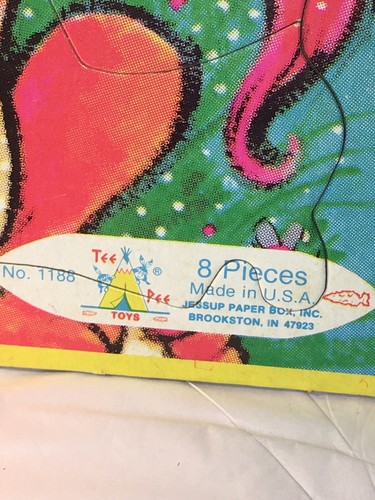 No. 1188
TEE
PEE
TOYS
®
8 Pieces
Made in U.S.A.
JESSUP PAPER BOX, INC.
BROOKSTON, IN 47923